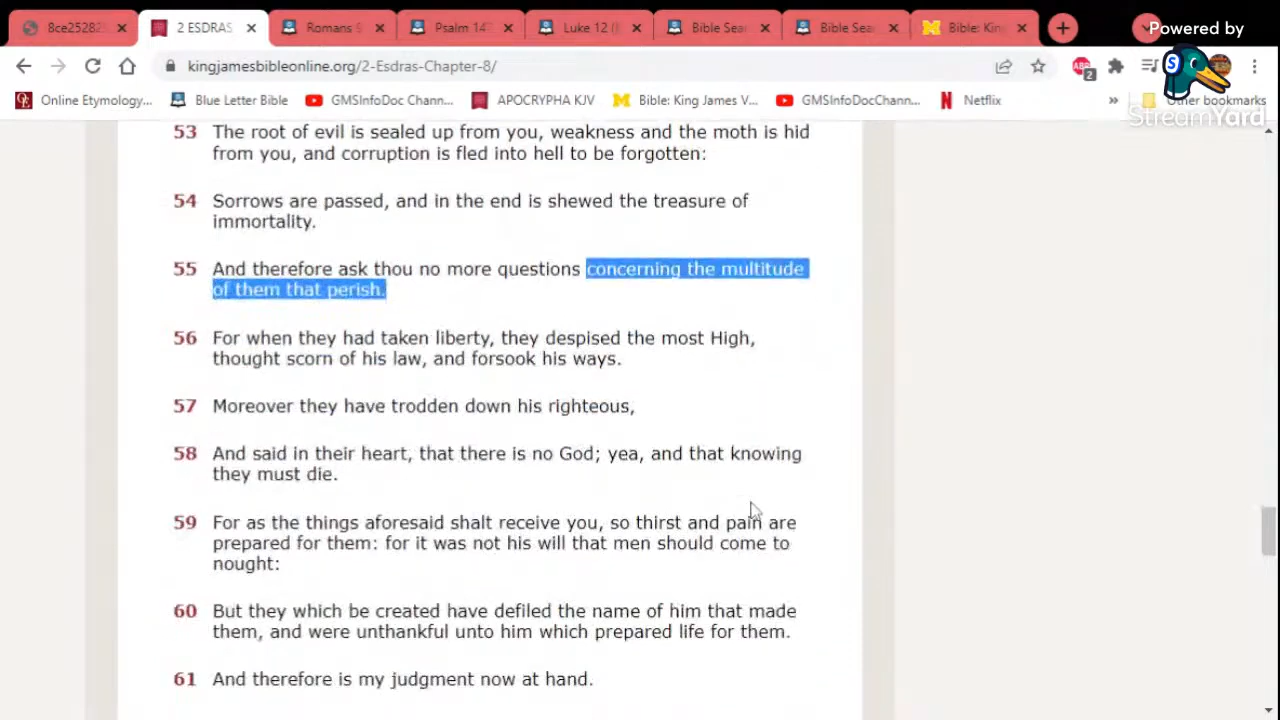 8ce2528
2 ESDRAS
Romans
Psalm 14
Luke 12 (
Bible Sea
Bible Sea
Bible: Kin
Powered by
kingjamesbibleonline.org/2-Esdras-Chapter-8/
ABP
2
Online Etymology...
Blue Letter Bible
GMSInfoDoc Chann...
APOCRYPHA KJV
Bible: King James V...
GMSInfoDocChann...
Netflix
»
Other bookmarks
StreamYard
53 The root of evil is sealed up from you, weakness and the moth is hid
from you, and corruption is fled into hell to be forgotten:
54 Sorrows are passed, and in the end is shewed the treasure of
immortality.
55 And therefore ask thou no more questions concerning the multitude
of them that perish.
56 For when they had taken liberty, they despised the most High,
thought scorn of his law, and forsook his ways.
57 Moreover they have trodden down his righteous,
58 And said in their heart, that there is no God; yea, and that knowing
they must die.
59 For as the things aforesaid shalt receive you, so thirst and pain are
prepared for them: for it was not his will that men should come to
nought:
60 But they which be created have defiled the name of him that made
them, and were unthankful unto him which prepared life for them.
61 And therefore is my judgment now at hand.